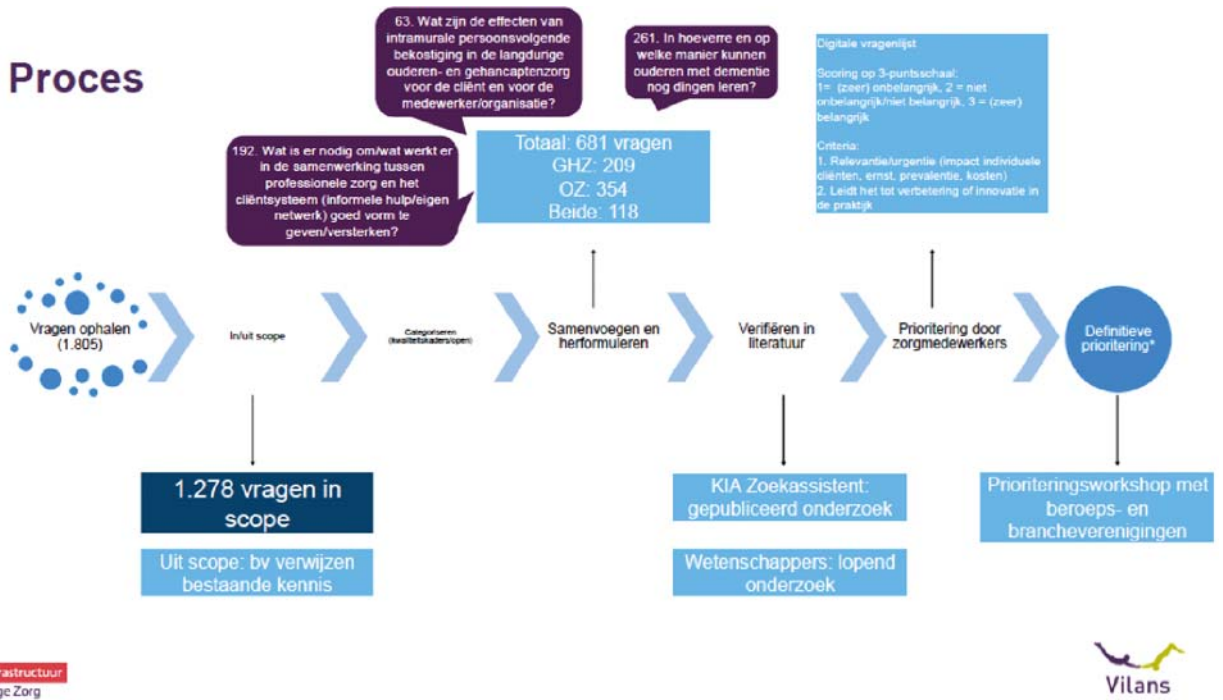 Proces
63. Wat zijn de effecten van
intramurale persoonsvolgende
bekostiging in de langdurige
ouderen- en gehancaptenzorg
voor de cliënt en voor de
medewerker/organisatie?
261. In hoeverre en op
welke manier kunnen
ouderen met dementie
nog dingen leren?
192. Wat is er nodig om/wat werkt er
in de samenwerking tussen
professionele zorg en het
cliëntsysteem (informele hulp/eigen
netwerk) goed vorm te
geven/versterken?
Totaal: 681 vragen
GHZ: 209
OZ: 354
Beide: 118
Digitale vragenlijst
Scoring op 3-puntsschaal:
1= (zeer) onbelangrijk, 2 = niet
onbelangrijk/niet belangrijk, 3 = (zeer)
belangrijk
Criteria:
1. Relevantie/urgentie (impact individuele
cliënten, ernst, prevalentie, kosten)
2. Leidt het tot verbetering of innovatie in
de praktijk
Vragen ophalen
(1.805)
In/uit scope
Categoriseren
(kwaliteitskaders/open)
Samenvoegen en
herformuleren
Verifiëren in
literatuur
Prioritering door
zorgmedewerkers
Definitieve
prioritering*
1.278 vragen in
scope
Uit scope: bv verwijzen
bestaande kennis
KIA Zoekassistent:
gepubliceerd onderzoek
Wetenschappers: lopend
onderzoek
Prioriteringsworkshop met
beroeps- en
brancheverenigingen
rastructuur
ge Zorg
Vilans